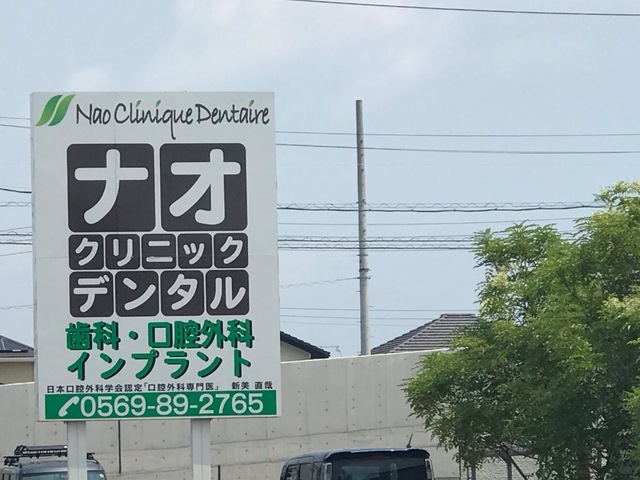 Nao Clinique Dentaire
ナオ
クリニック
デンタル
歯科・口腔外科
インプラント
日本口腔外科学会認定「口腔外科専門医」 新美 直哉
0569-89-2765